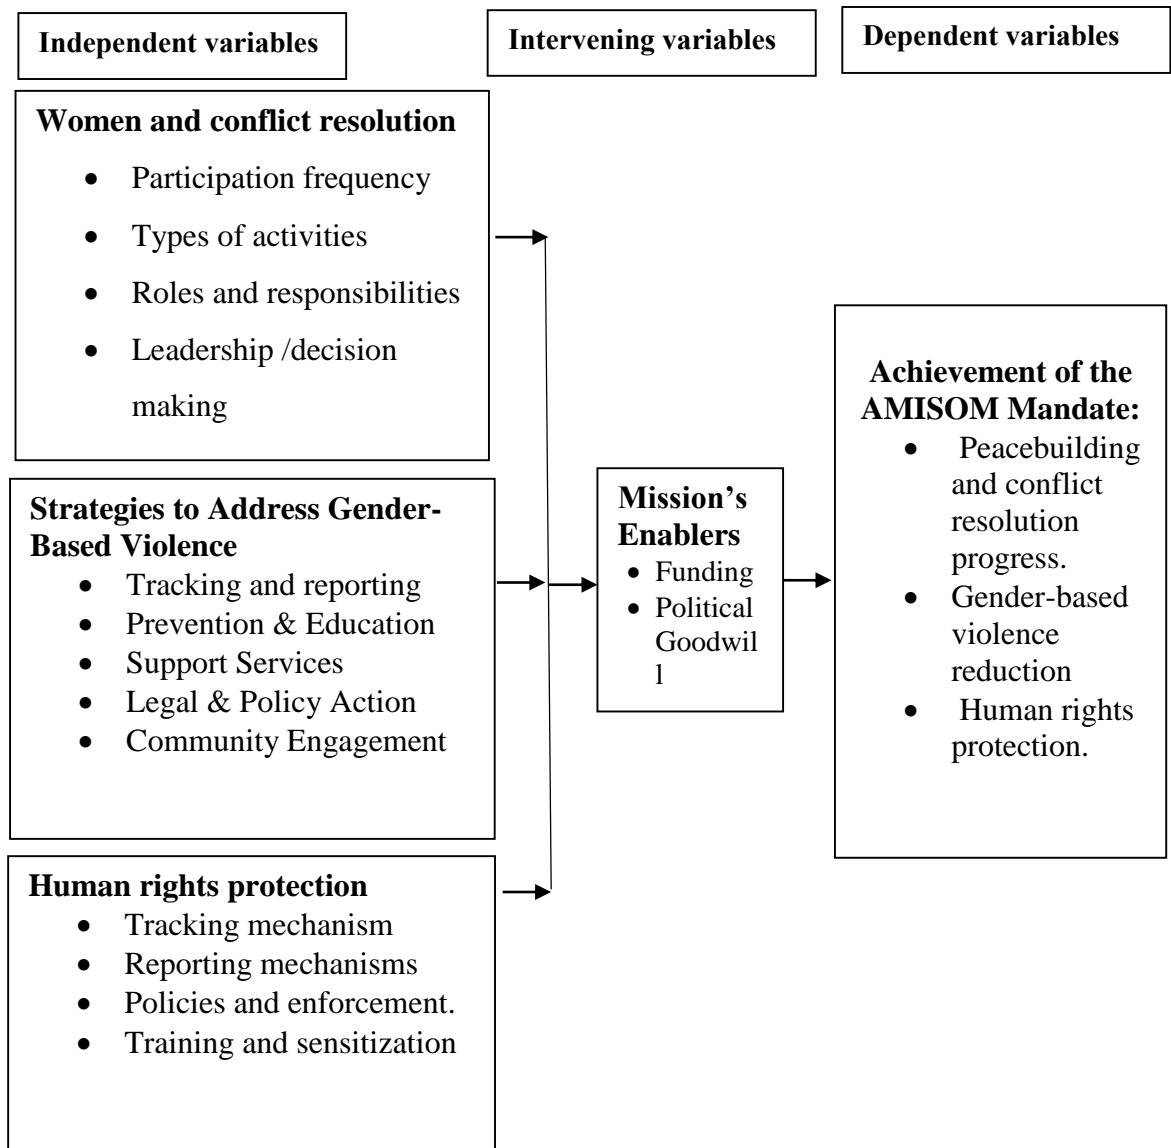 Independent variables
Intervening variables
Dependent variables
Women and conflict resolution
• Participation frequency
• Types of activities
• Roles and responsibilities
• Leadership /decision
making
Strategies to Address Gender-
Based Violence
• Tracking and reporting
• Prevention & Education
• Support Services
• Legal & Policy Action
• Community Engagement
Human rights protection
• Tracking mechanism
• Reporting mechanisms
• Policies and enforcement.
• Training and sensitization
Mission's
Enablers
• Funding
• Political
Goodwil
l
Achievement of the
AMISOM Mandate:
• Peacebuilding
and conflict
resolution
progress.
• Gender-based
violence
reduction
• Human rights
protection.